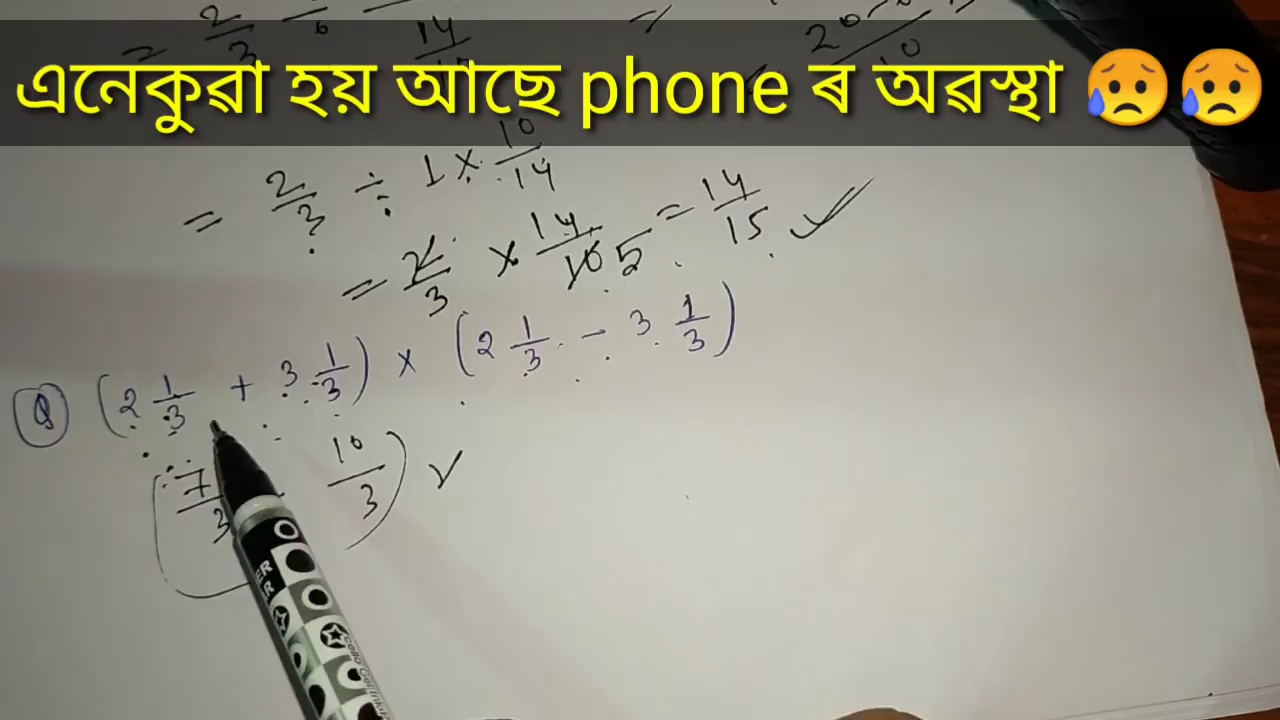 এনেকুৱা হয় আছে phone ৰ অৱস্থা 😥😥
= 2/3 ÷ 1 × 10/14
= 2/3 × 14/10 5 = 14/15 ✓
Q (2 1/3 + 3 1/3) × (2 1/3 - 3 1/3)
7/3 10/3) ✓